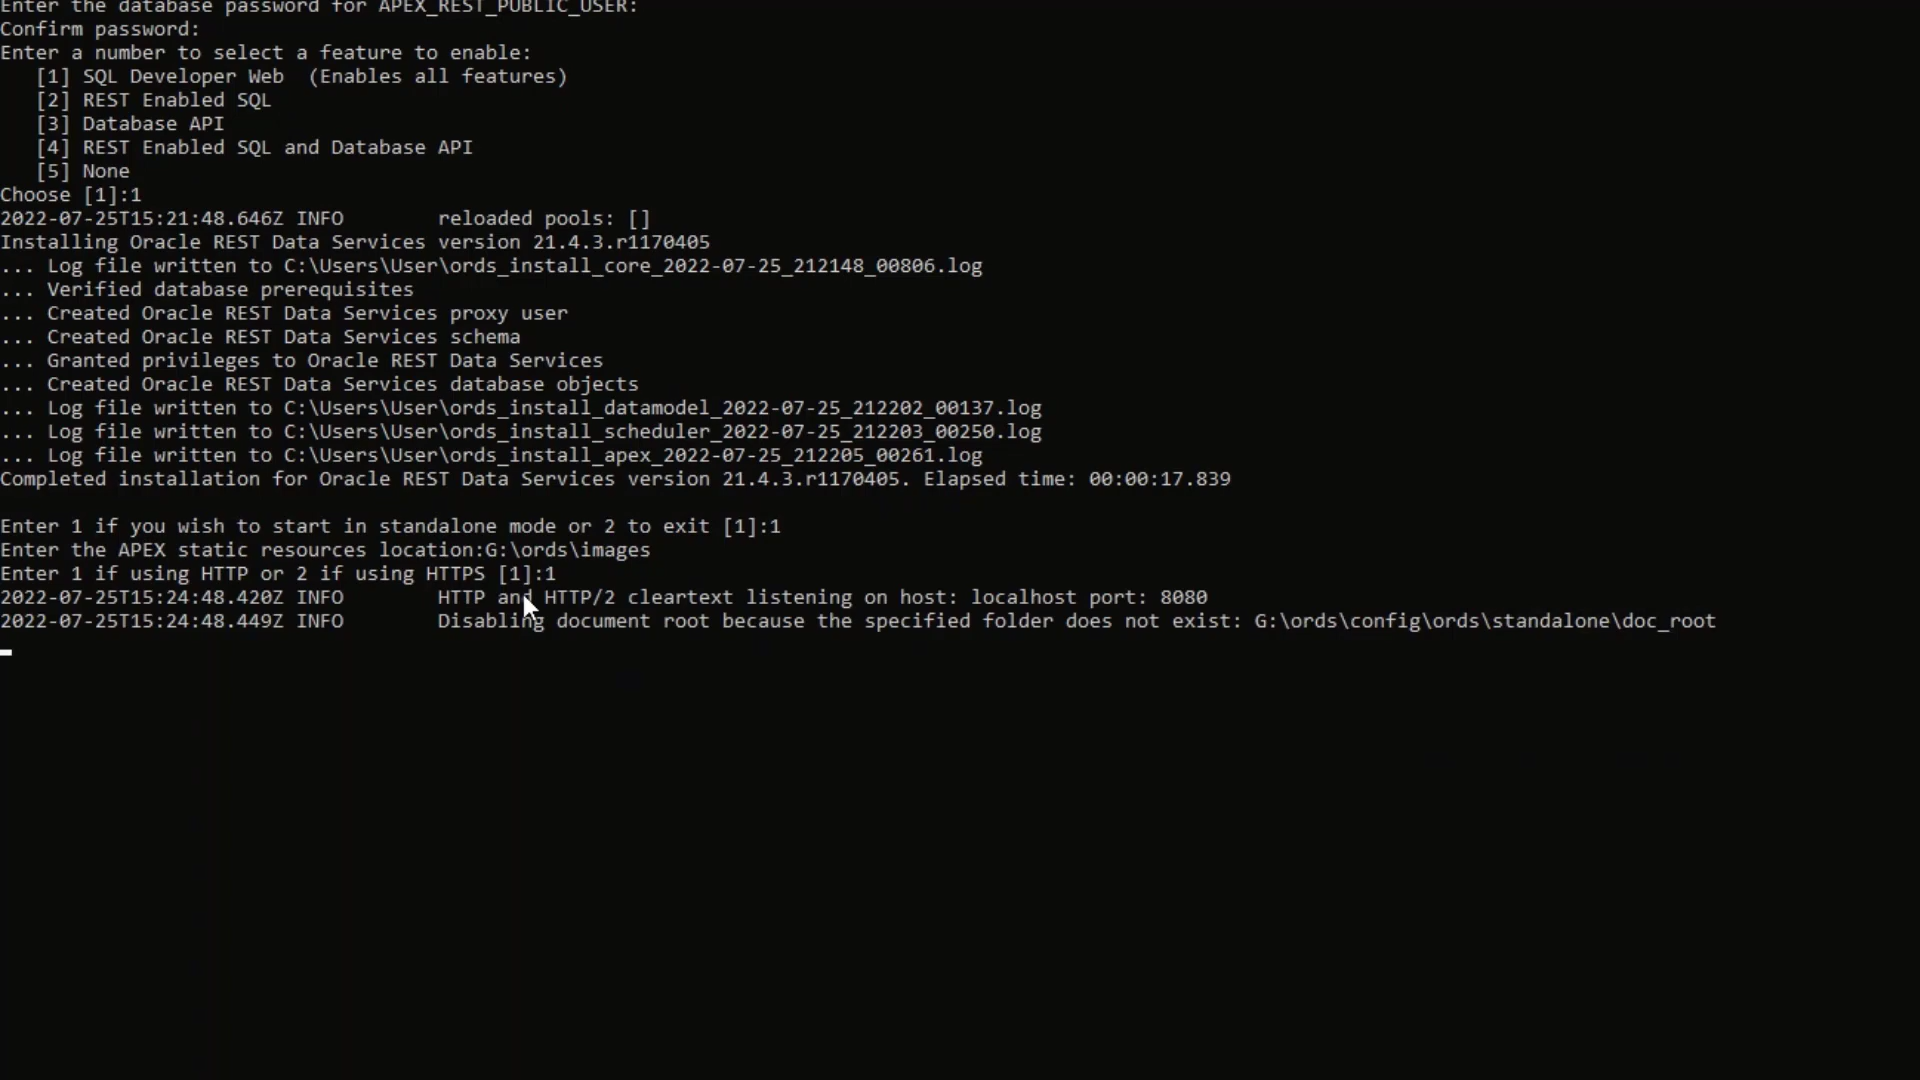 Enter the database password for APEX_REST_PUBLIC_USER:
Confirm password:
Enter a number to select a feature to enable:
[1] SQL Developer Web  (Enables all features)
[2] REST Enabled SQL
[3] Database API
[4] REST Enabled SQL and Database API
[5] None
Choose [1]:1
2022-07-25T15:21:48.646Z INFO        reloaded pools: []
Installing Oracle REST Data Services version 21.4.3.r1170405
... Log file written to C:\Users\User\ords_install_core_2022-07-25_212148_00806.log
... Verified database prerequisites
... Created Oracle REST Data Services proxy user
... Created Oracle REST Data Services schema
... Granted privileges to Oracle REST Data Services
... Created Oracle REST Data Services database objects
... Log file written to C:\Users\User\ords_install_datamodel_2022-07-25_212202_00137.log
... Log file written to C:\Users\User\ords_install_scheduler_2022-07-25_212203_00250.log
... Log file written to C:\Users\User\ords_install_apex_2022-07-25_212205_00261.log
Completed installation for Oracle REST Data Services version 21.4.3.r1170405. Elapsed time: 00:00:17.839
Enter 1 if you wish to start in standalone mode or 2 to exit [1]:1
Enter the APEX static resources location:G:\ords\images
Enter 1 if using HTTP or 2 if using HTTPS [1]:1
2022-07-25T15:24:48.420Z INFO        HTTP and HTTP/2 cleartext listening on host: localhost port: 8080
2022-07-25T15:24:48.449Z INFO        Disabling document root because the specified folder does not exist: G:\ords\config\ords\standalone\doc_root